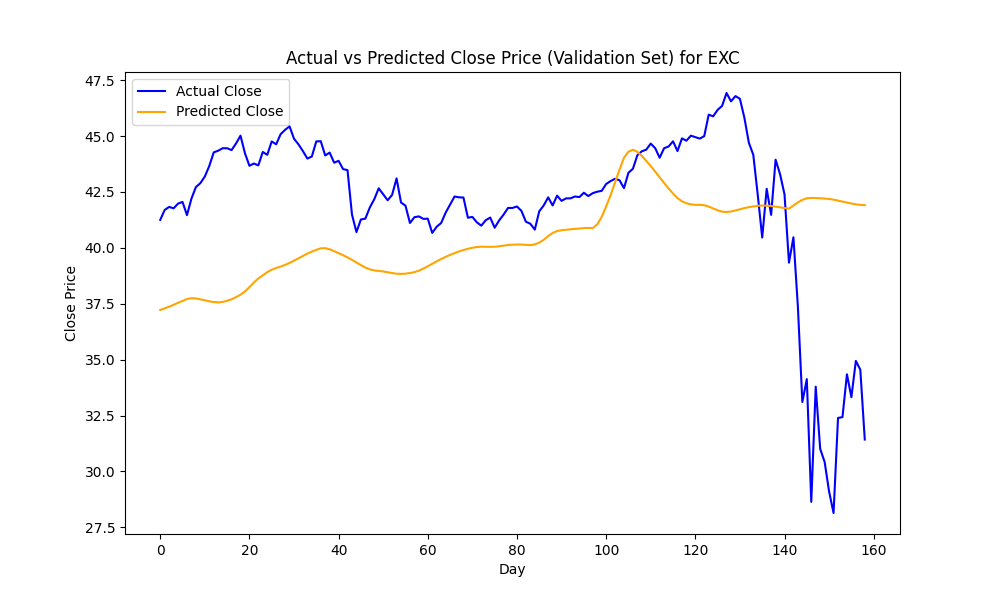 Actual vs Predicted Close Price (Validation Set) for EXC
Actual Close
Predicted Close
47.5
45.0
42.5
40.0
37.5
35.0
32.5
30.0
27.5
Close Price
0 20 40 60 80 100 120 140 160
Day